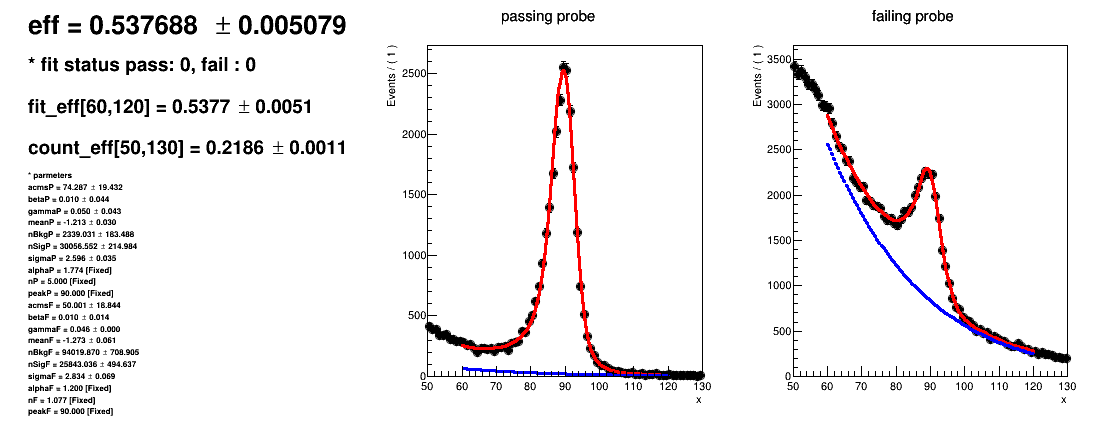 eff = 0.537688 ± 0.005079
* fit status pass: 0, fail : 0
fit_eff[60,120] = 0.5377 ± 0.0051
count_eff[50,130] = 0.2186 ± 0.0011
* parmeters
acmsP = 74.287 ± 19.432
betaP = 0.010 ± 0.044
gammaP = 0.050 ± 0.043
meanP = -1.213 ± 0.030
nBkgP = 2339.031 ± 183.488
nSigP = 30056.552 ± 214.984
sigmaP = 2.596 ± 0.035
alphaP = 1.774 [Fixed]
nP = 5.000 [Fixed]
peakP = 90.000 [Fixed]
acmsF = 50.001 ± 18.844
betaF = 0.010 ± 0.014
gammaF = 0.046 ± 0.000
meanF = -1.273 ± 0.061
nBkgF = 94019.870 ± 708.905
nSigF = 25843.036 ± 494.637
sigmaF = 2.834 ± 0.069
alphaF = 1.200 [Fixed]
nF = 1.077 [Fixed]
peakF = 90.000 [Fixed]
passing probe
Events / ( 1 )
2500
2000
1500
1000
500
0
50 60 70 80 90 100 110 120 130
x
failing probe
Events / ( 1 )
3500
3000
2500
2000
1500
1000
500
0
50 60 70 80 90 100 110 120 130
x